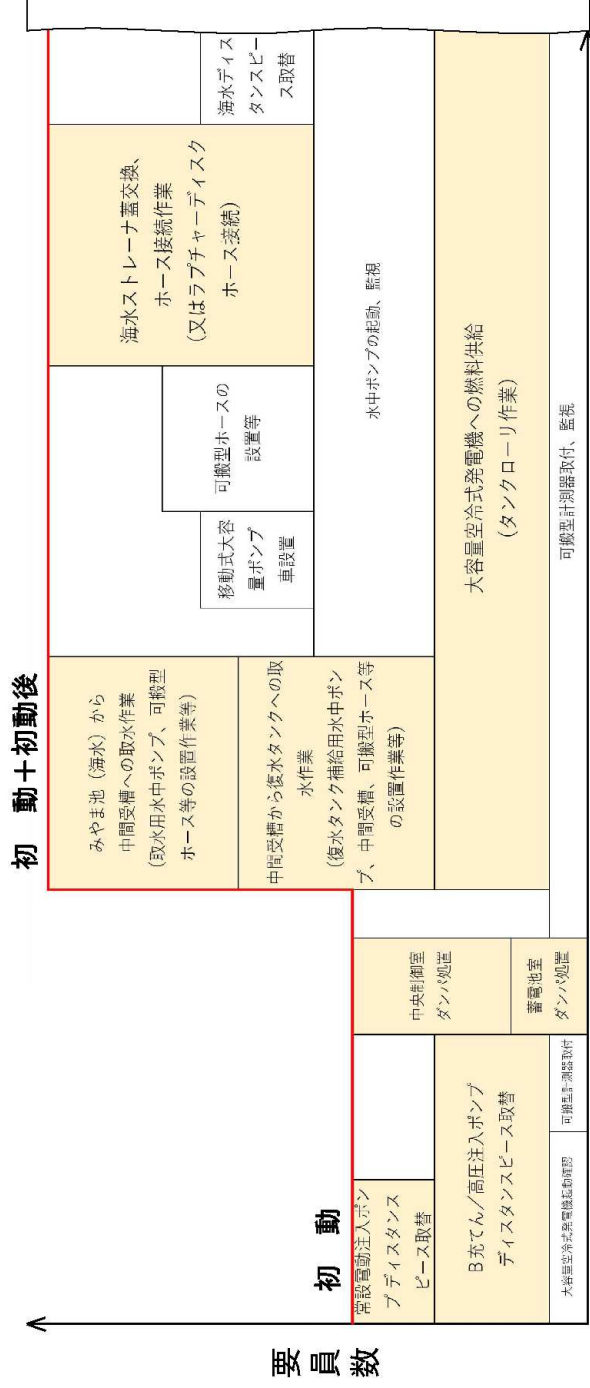 要員数
初　動
初　動＋初動後
常設電動注入ポン
プ ディスタンス
ピース取替
B充てん／高圧注入ポンプ
ディスタンスピース取替
大容量空冷式発電機起動確認
可搬型計測器取付
中央制御室
ダンパ処置
蓄電池室
ダンパ処置
みやま池（海水）から
中間受槽への取水作業
(取水用水中ポンプ、可搬型
ホース等の設置作業等)
中間受槽から復水タンクへの取
水作業
(復水タンク補給用水中ポン
プ、中間受槽、可搬型ホース等
の設置作業等)
移動式大容
量ポンプ
車設置
可搬型ホースの
設置等
海水ストレーナ蓋交換、
ホース接続作業
(又はラプチャーディスク
ホース接続)
海水ディス
タンスピー
ス取替
水中ポンプの起動、監視
大容量空冷式発電機への燃料供給
(タンクローリ作業)
可搬型計測器取付、監視